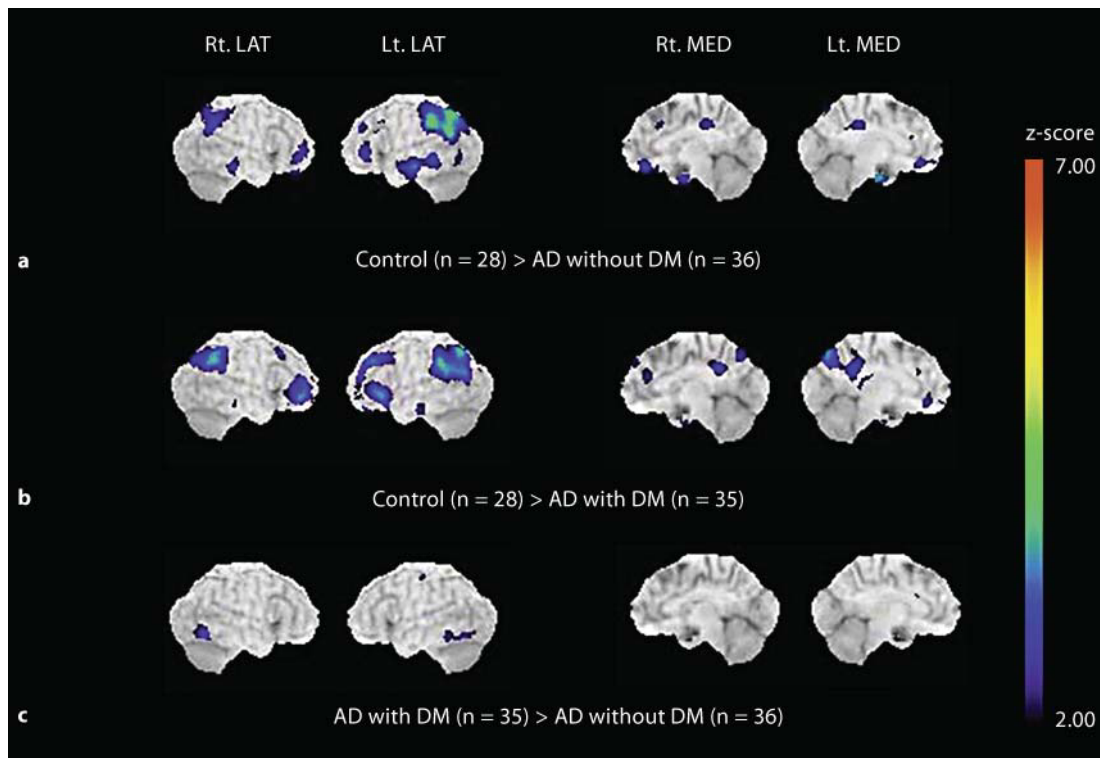 Rt. LAT Lt. LAT Rt. MED Lt. MED
z-score
7.00
a Control (n = 28) > AD without DM (n = 36)
b Control (n = 28) > AD with DM (n = 35)
c AD with DM (n = 35) > AD without DM (n = 36)
2.00